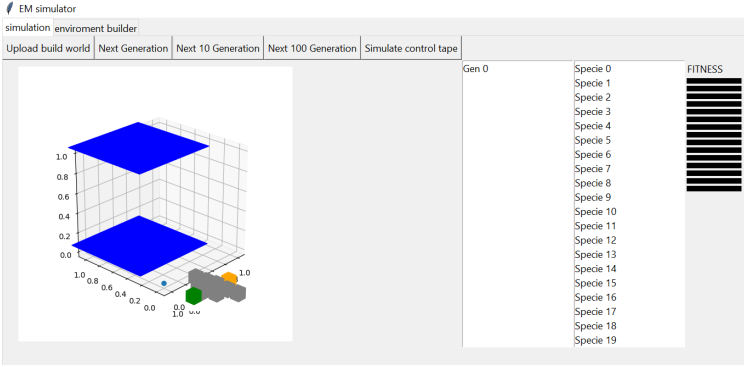 EM simulator
simulation enviroment builder
Upload build world Next Generation Next 10 Generation Next 100 Generation Simulate control tape
Gen 0
Specie 0
Specie 1
Specie 2
Specie 3
Specie 4
Specie 5
Specie 6
Specie 7
Specie 8
Specie 9
Specie 10
Specie 11
Specie 12
Specie 13
Specie 14
Specie 15
Specie 16
Specie 17
Specie 18
Specie 19
FITNESS
1.0
0.8
0.6
0.4
0.2
0.0
1.0
0.8
0.6
0.4
0.2
0.0
0.0
1.0
1.0